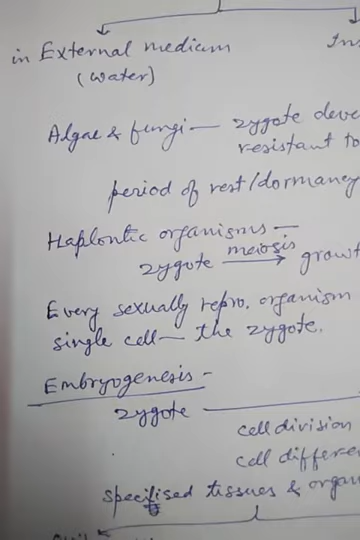 in External medium
(water)
Algae & fungi — zygote deve
resistant to
period of rest/dormancy
Haplontic organisms —
zygote meiosis → growt
Every sexually repro. organism
single cell — the zygote.
Embryogenesis -
zygote
cell division
cell differe
specifised tissues & orga